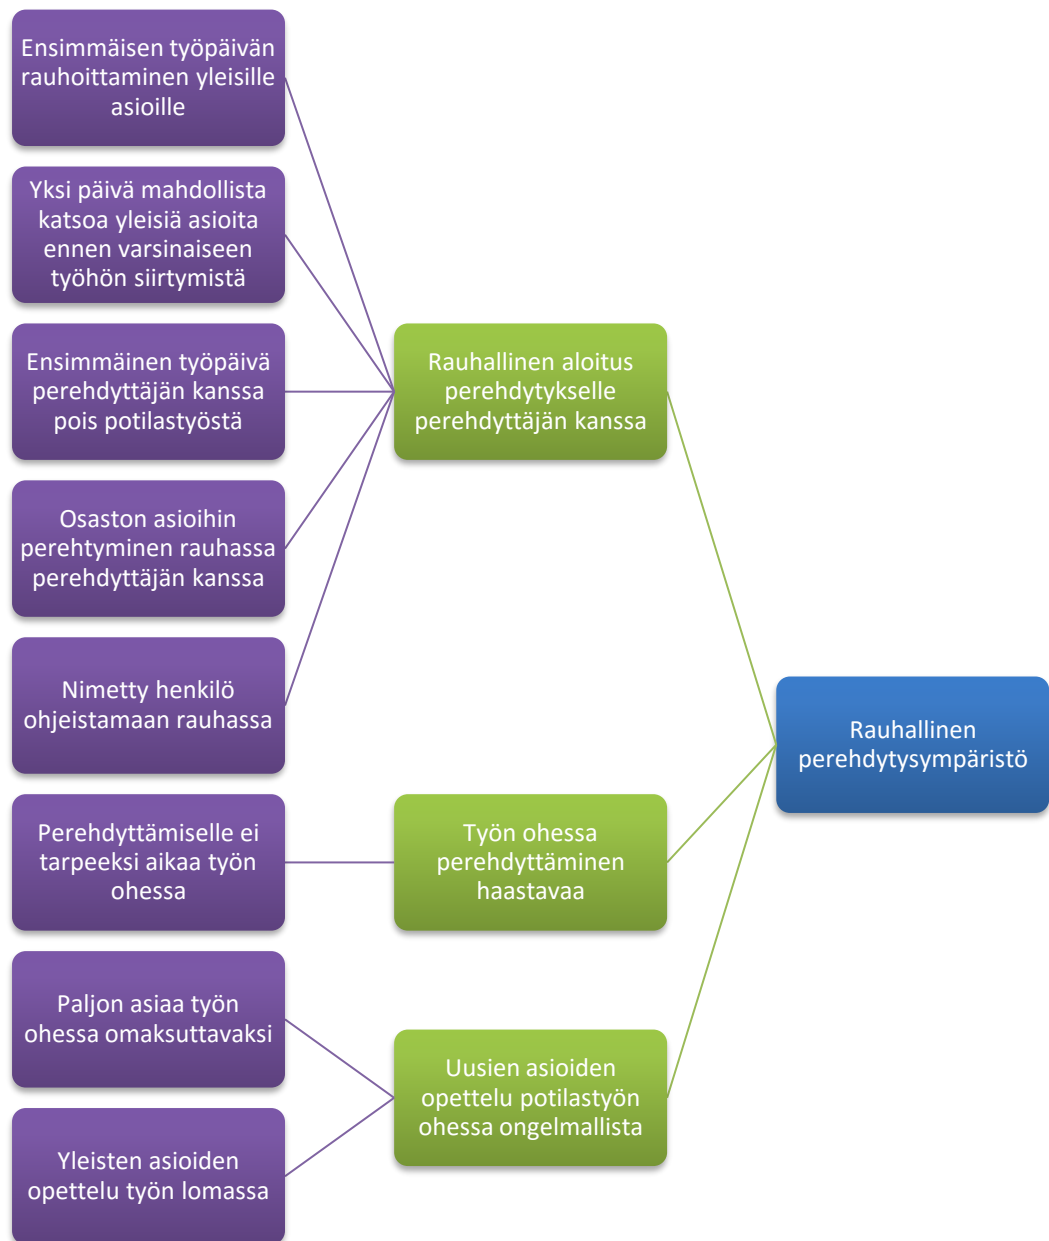 Ensimmäisen työpäivän
rauhoittaminen yleisille
asioille
Yksi päivä mahdollista
katsoa yleisiä asioita
ennen varsinaiseen
työhön siirtymistä
Ensimmäinen työpäivä
perehdyttäjän kanssa
pois potilastyöstä
Osaston asioihin
perehtyminen rauhassa
perehdyttäjän kanssa
Nimetty henkilö
ohjeistamaan rauhassa
Perehdyttämiselle ei
tarpeeksi aikaa työn
ohessa
Paljon asiaa työn
ohessa omaksuttavaksi
Yleisten asioiden
opettelu työn lomassa
Rauhallinen aloitus
perehdytykselle
perehdyttäjän kanssa
Työn ohessa
perehdyttäminen
haastavaa
Uusien asioiden
opettelu potilastyön
ohessa ongelmallista
Rauhallinen
perehdytysympäristö